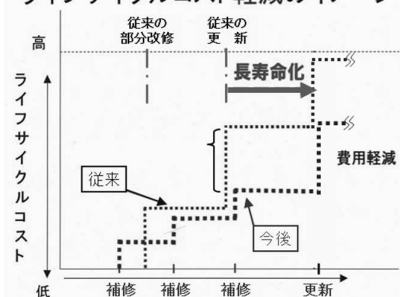 ライフサイクルコスト軽減のイメージ
従来の
部分改修
従来の
更　新
高
長寿命化
ライフサイクルコスト
費用軽減
従来
今後
低
補修
補修
補修
更新